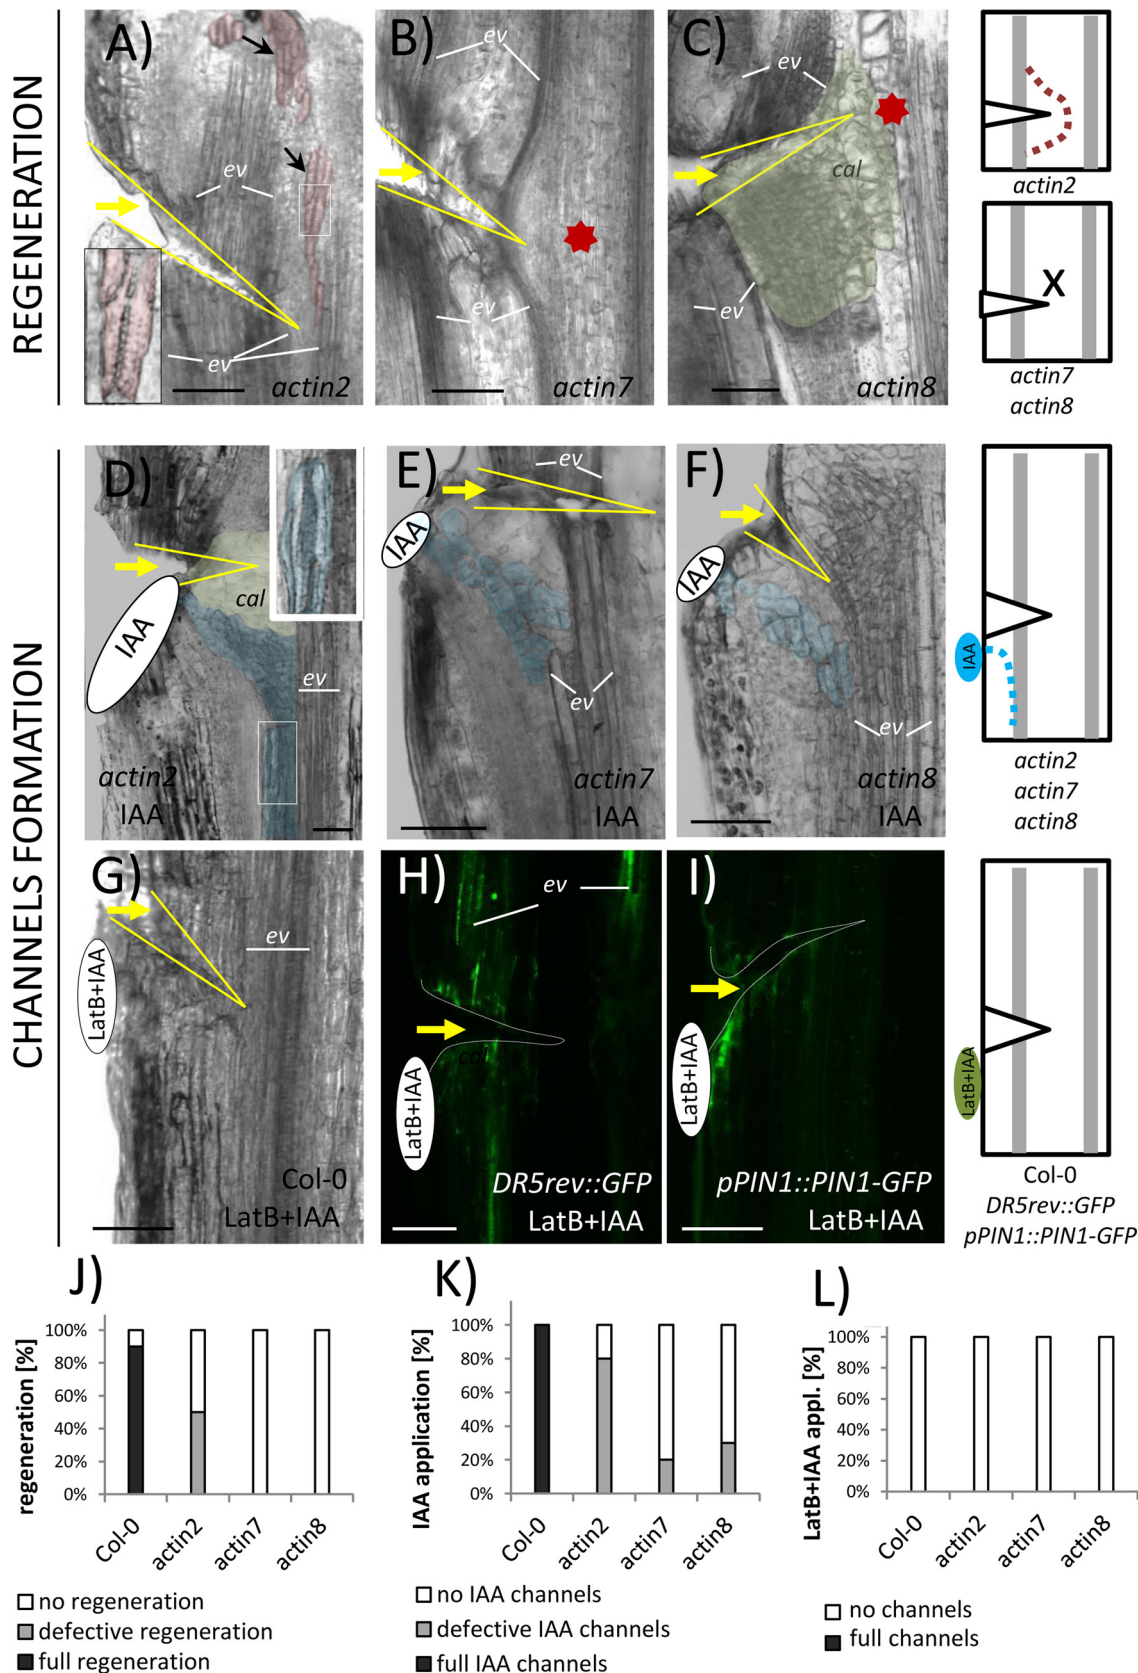 REGENERATION
A)
ev
ev
actin2
B)
ev
ev
actin7
C)
ev
cal
ev
actin8
actin2
X
actin7
actin8
CHANNELS FORMATION
D)
IAA
cal
ev
actin2
IAA
E)
ev
IAA
ev
actin7
IAA
F)
IAA
ev
actin8
IAA
IAA
actin2
actin7
actin8
G)
LatB+IAA
ev
Col-0
LatB+IAA
H)
ev
cal
LatB+IAA
DR5rev::GFP
LatB+IAA
I)
LatB+IAA
pPIN1::PIN1-GFP
LatB+IAA
LatB+IAA
Col-0
DR5rev::GFP
pPIN1::PIN1-GFP
J)
regeneration [%]
100%
80%
60%
40%
20%
0%
Col-0
actin2
actin7
actin8
no regeneration
defective regeneration
full regeneration
K)
IAA application [%]
100%
80%
60%
40%
20%
0%
Col-0
actin2
actin7
actin8
no IAA channels
defective IAA channels
full IAA channels
L)
LatB+IAA appl. [%]
100%
80%
60%
40%
20%
0%
Col-0
actin2
actin7
actin8
no channels
full channels